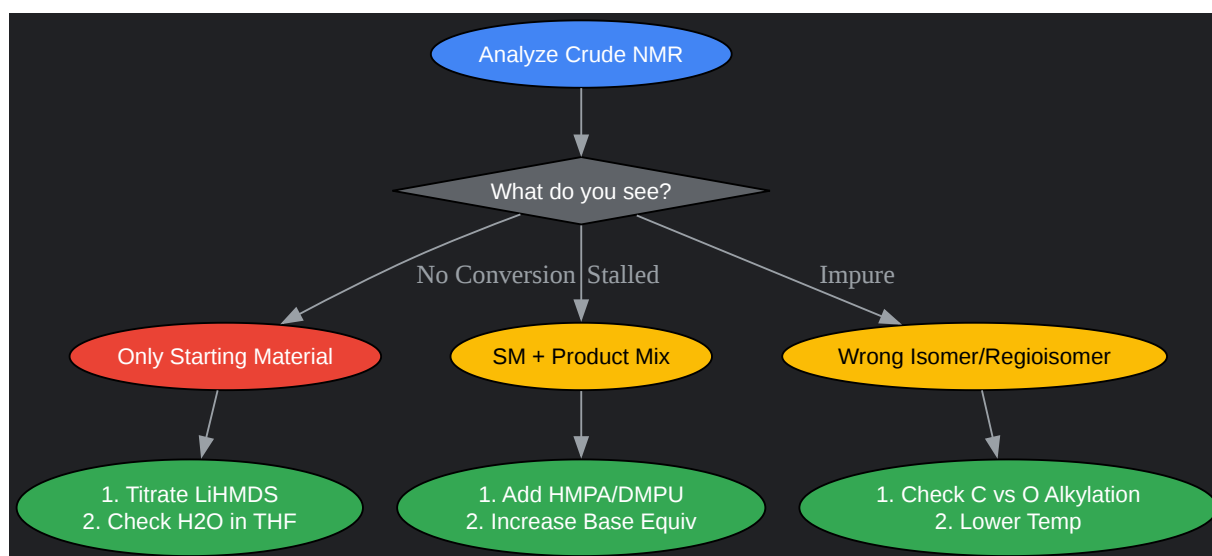 Analyze Crude NMR
What do you see?
No Conversion
Stalled
Impure
Only Starting Material
SM + Product Mix
Wrong Isomer/Regioisomer
1. Titrate LiHMDS
2. Check H2O in THF
1. Add HMPA/DMPU
2. Increase Base Equiv
1. Check C vs O Alkylation
2. Lower Temp